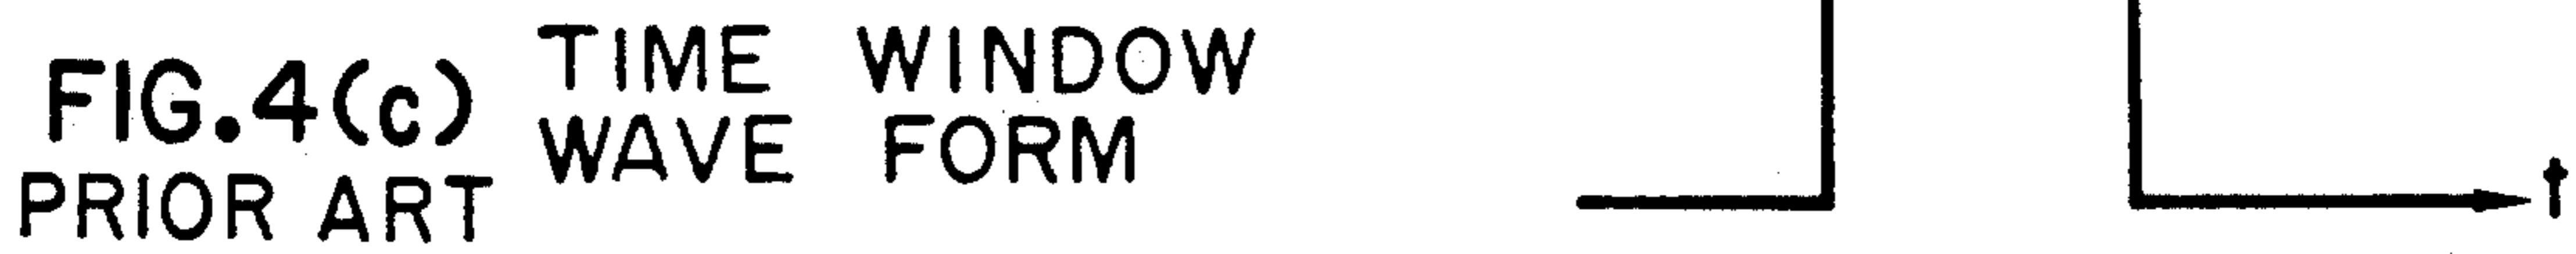 FIG.4(c)
PRIOR ART
TIME WINDOW
WAVE FORM
t